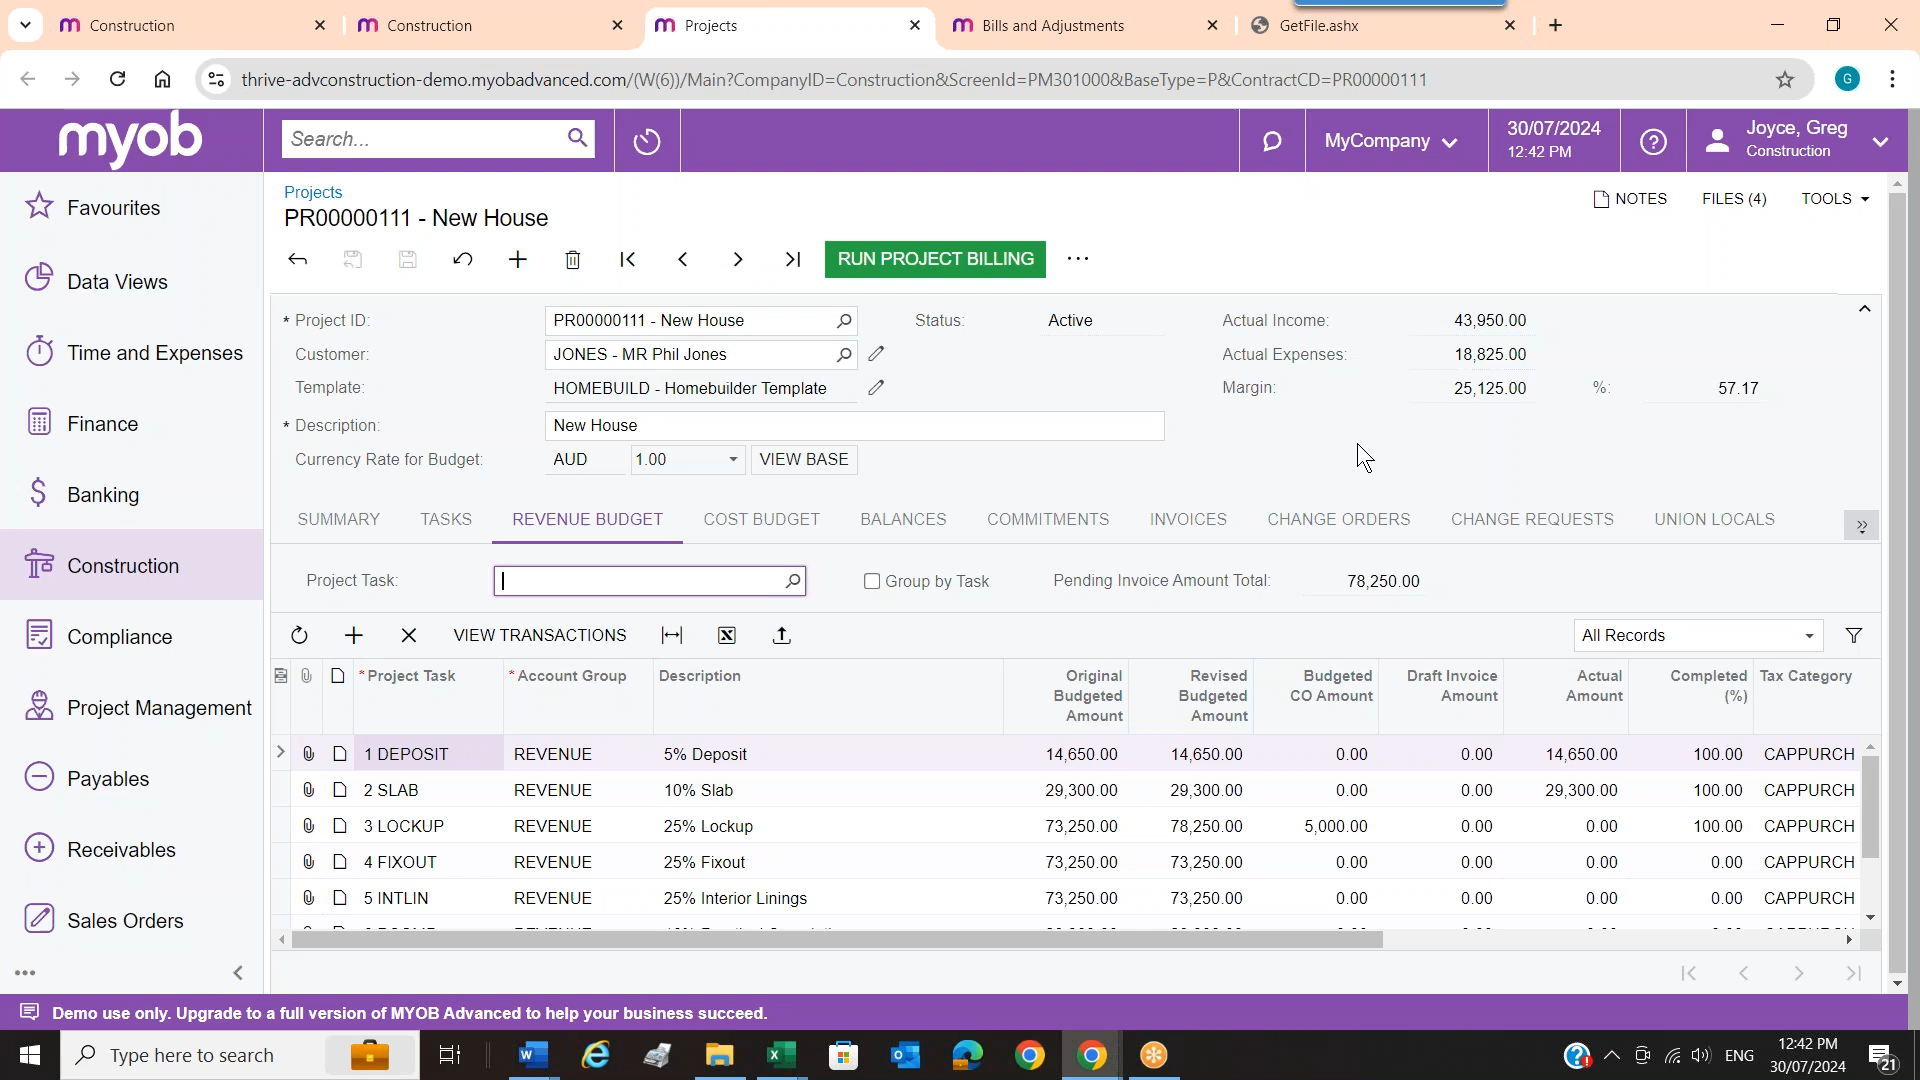 Construction
Construction
Projects
Bills and Adjustments
GetFile.ashx
thrive-advconstruction-demo.myobadvanced.com/(W(6))/Main?CompanyID=Construction&ScreenId=PM301000&BaseType=P&ContractCD=PR00000111
G
myob
Search...
MyCompany
30/07/2024
12:42 PM
Joyce, Greg
Construction
Favourites
Data Views
Time and Expenses
Finance
Banking
Construction
Compliance
Project Management
Payables
Receivables
Sales Orders
Projects
PR00000111 - New House
NOTES
FILES (4)
TOOLS
RUN PROJECT BILLING
* Project ID: PR00000111 - New House
Customer: JONES - MR Phil Jones
Template: HOMEBUILD - Homebuilder Template
* Description: New House
Currency Rate for Budget: AUD 1.00 VIEW BASE
Status: Active
Actual Income: 43,950.00
Actual Expenses: 18,825.00
Margin: 25,125.00 %: 57.17
SUMMARY TASKS REVENUE BUDGET COST BUDGET BALANCES COMMITMENTS INVOICES CHANGE ORDERS CHANGE REQUESTS UNION LOCALS
Project Task: Group by Task Pending Invoice Amount Total: 78,250.00
VIEW TRANSACTIONS
All Records
* Project Task
* Account Group
Description
Original
Budgeted
Amount
Revised
Budgeted
Amount
Budgeted
CO Amount
Draft Invoice
Amount
Actual
Amount
Completed
(%)
Tax Category
1 DEPOSIT REVENUE 5% Deposit 14,650.00 14,650.00 0.00 0.00 14,650.00 100.00 CAPPURCH
2 SLAB REVENUE 10% Slab 29,300.00 29,300.00 0.00 0.00 29,300.00 100.00 CAPPURCH
3 LOCKUP REVENUE 25% Lockup 73,250.00 78,250.00 5,000.00 0.00 0.00 100.00 CAPPURCH
4 FIXOUT REVENUE 25% Fixout 73,250.00 73,250.00 0.00 0.00 0.00 0.00 CAPPURCH
5 INTLIN REVENUE 25% Interior Linings 73,250.00 73,250.00 0.00 0.00 0.00 0.00 CAPPURCH
Demo use only. Upgrade to a full version of MYOB Advanced to help your business succeed.
Type here to search
ENG
12:42 PM
30/07/2024
21